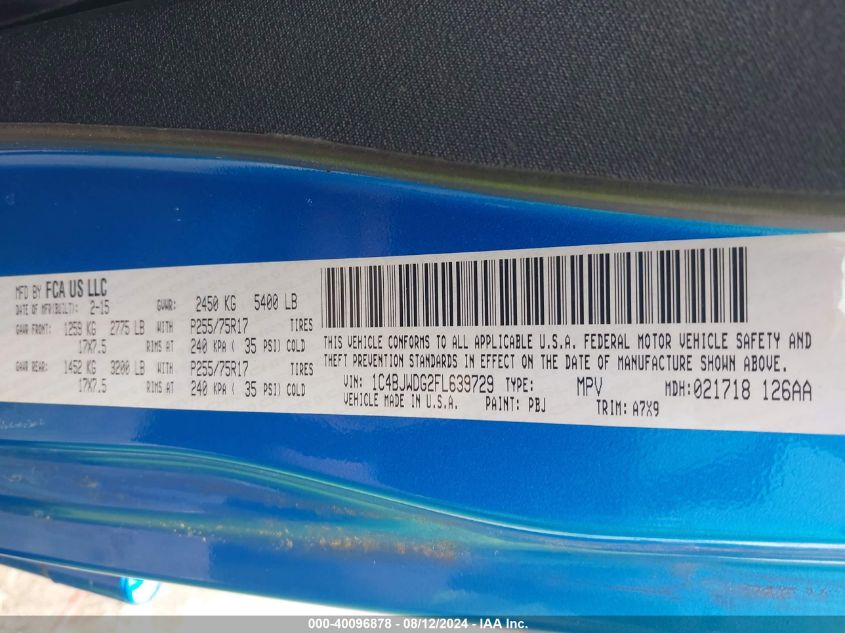 MFD BY FCA US LLC
DATE OF MFR(BUILT): 2-15 GVWR: 2450 KG 5400 LB
GAWR FRONT: 1259 KG 2775 LB WITH P255/75R17 TIRES
17X7.5 RIMS AT 240 KPA ( 35 PSI) COLD
GAWR REAR: 1452 KG 3200 LB WITH P255/75R17 TIRES
17X7.5 RIMS AT 240 KPA ( 35 PSI) COLD
THIS VEHICLE CONFORMS TO ALL APPLICABLE U.S.A. FEDERAL MOTOR VEHICLE SAFETY AND
THEFT PREVENTION STANDARDS IN EFFECT ON THE DATE OF MANUFACTURE SHOWN ABOVE.
VIN: 1C4BJWDG2FL639729 TYPE: MPV MDH:021718 126AA
VEHICLE MADE IN U.S.A. PAINT: PBJ TRIM: A7X9
000-40096878 - 08/12/2024 - IAA Inc.